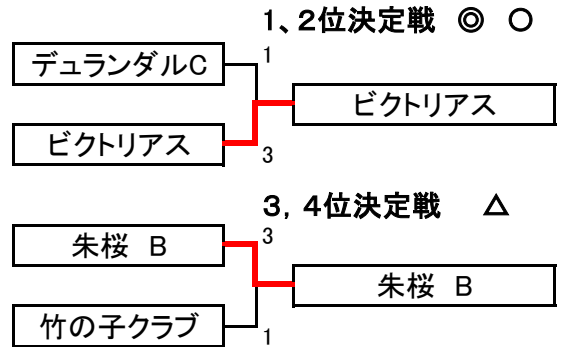 1、2位決定戦 ◎ ○
デュランダルC
1
ビクトリアス
ビクトリアス
3
3，4位決定戦 △
朱桜 B
3
朱桜 B
竹の子クラブ
1